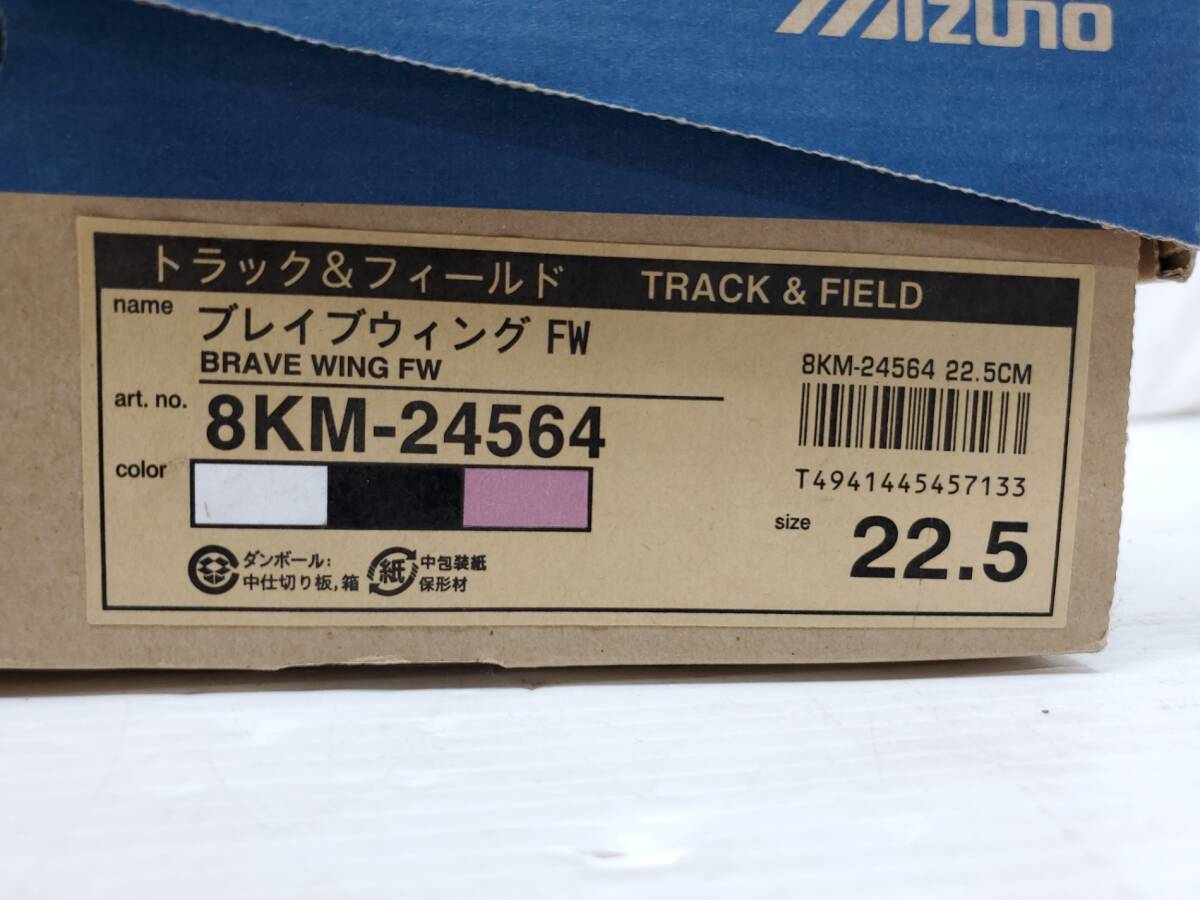 MIZUNO
トラック&フィールド TRACK & FIELD
name ブレイブウィング FW
BRAVE WING FW
art. no. 8KM-24564
color
8KM-24564 22.5CM
T4941445457133
size 22.5
ダンボール:
中仕切り板,箱
紙
中包装紙
保形材